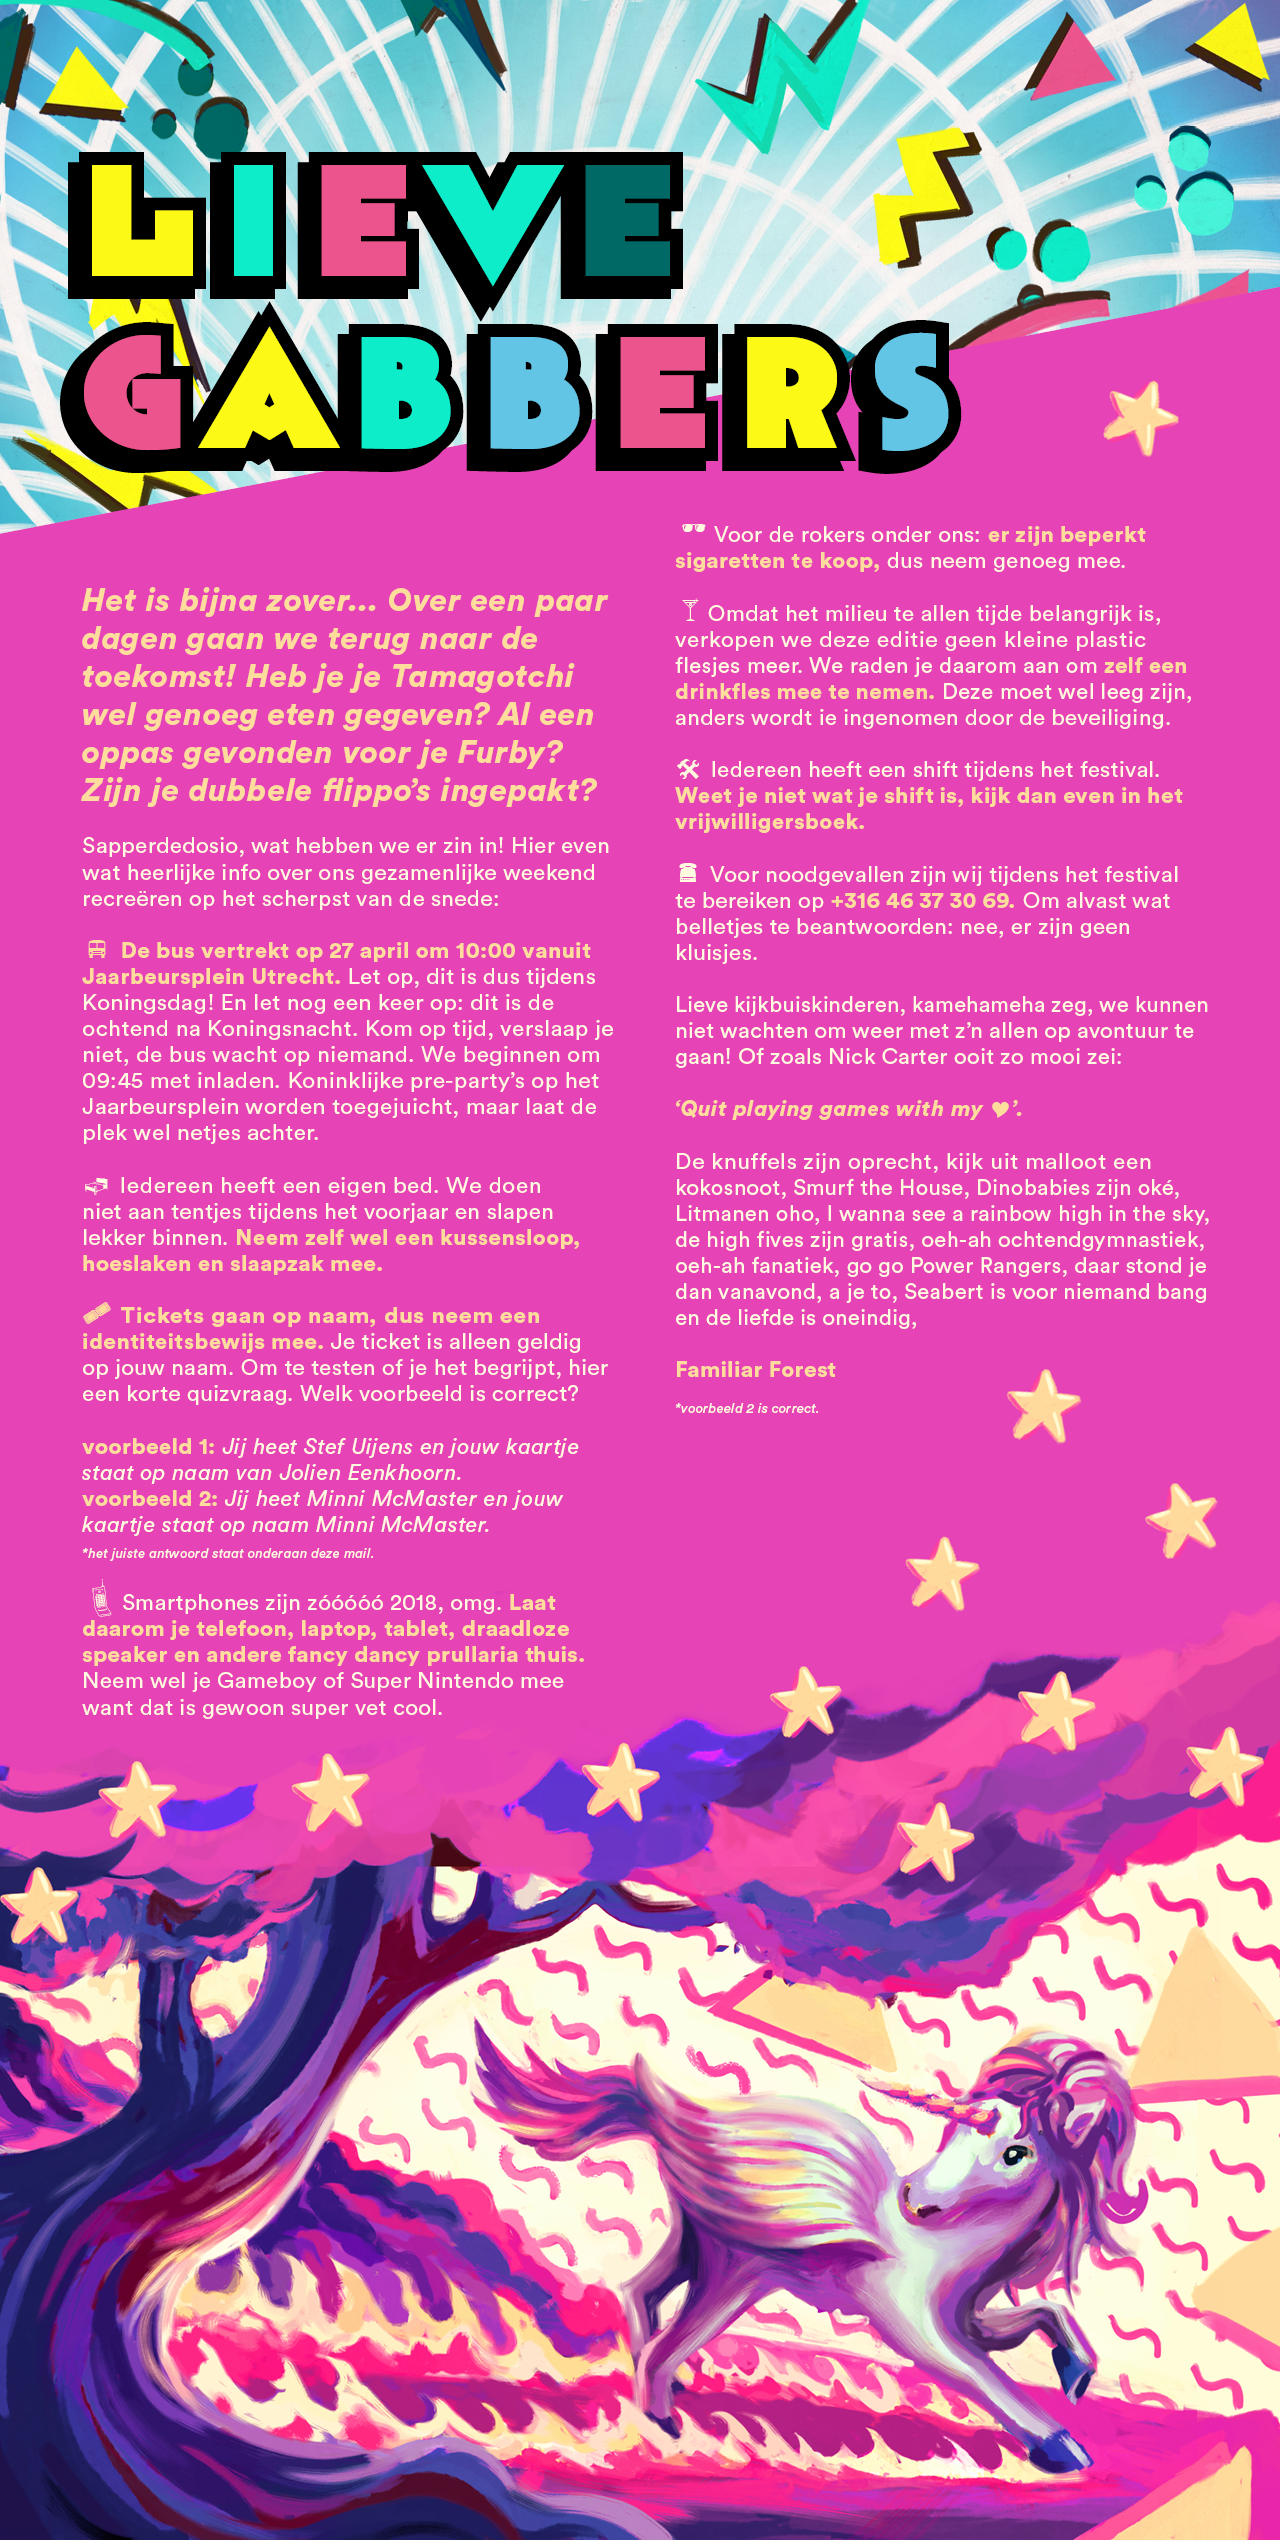 LIEVE
GABBERS
Het is bijna zover... Over een paar
dagen gaan we terug naar de
toekomst! Heb je je Tamagotchi
wel genoeg eten gegeven? Al een
oppas gevonden voor je Furby?
Zijn je dubbele flippo's ingepakt?
Sapperdedosio, wat hebben we er zin in! Hier even
wat heerlijke info over ons gezamenlijke weekend
recreëren op het scherpst van de snede:
De bus vertrekt op 27 april om 10:00 vanuit
Jaarbeursplein Utrecht. Let op, dit is dus tijdens
Koningsdag! En let nog een keer op: dit is de
ochtend na Koningsnacht. Kom op tijd, verslaap je
niet, de bus wacht op niemand. We beginnen om
09:45 met inladen. Koninklijke pre-party's op het
Jaarbeursplein worden toegejuicht, maar laat de
plek wel netjes achter.
Iedereen heeft een eigen bed. We doen
niet aan tentjes tijdens het voorjaar en slapen
lekker binnen. Neem zelf wel een kussensloop,
hoeslaken en slaapzak mee.
Tickets gaan op naam, dus neem een
identiteitsbewijs mee. Je ticket is alleen geldig
op jouw naam. Om te testen of je het begrijpt, hier
een korte quizvraag. Welk voorbeeld is correct?
voorbeeld 1: Jij heet Stef Uijens en jouw kaartje
staat op naam van Jolien Eenkhoorn.
voorbeeld 2: Jij heet Minni McMaster en jouw
kaartje staat op naam Minni McMaster.
*het juiste antwoord staat onderaan deze mail.
Smartphones zijn zóóóóó 2018, omg. Laat
daarom je telefoon, laptop, tablet, draadloze
speaker en andere fancy dancy prullaria thuis.
Neem wel je Gameboy of Super Nintendo mee
want dat is gewoon super vet cool.
Voor de rokers onder ons: er zijn beperkt
sigaretten te koop, dus neem genoeg mee.
Omdat het milieu te allen tijde belangrijk is,
verkopen we deze editie geen kleine plastic
flesjes meer. We raden je daarom aan om zelf een
drinkfles mee te nemen. Deze moet wel leeg zijn,
anders wordt ie ingenomen door de beveiliging.
Iedereen heeft een shift tijdens het festival.
Weet je niet wat je shift is, kijk dan even in het
vrijwilligersboek.
Voor noodgevallen zijn wij tijdens het festival
te bereiken op +316 46 37 30 69. Om alvast wat
belletjes te beantwoorden: nee, er zijn geen
kluisjes.
Lieve kijkbuiskinderen, kamehameha zeg, we kunnen
niet wachten om weer met z'n allen op avontuur te
gaan! Of zoals Nick Carter ooit zo mooi zei:
'Quit playing games with my ♥'.
De knuffels zijn oprecht, kijk uit malloot een
kokosnoot, Smurf the House, Dinobabies zijn oké,
Litmanen oho, I wanna see a rainbow high in the sky,
de high fives zijn gratis, oeh-ah ochtendgymnastiek,
oeh-ah fanatiek, go go Power Rangers, daar stond je
dan vanavond, a je to, Seabert is voor niemand bang
en de liefde is oneindig,
Familiar Forest
*voorbeeld 2 is correct.